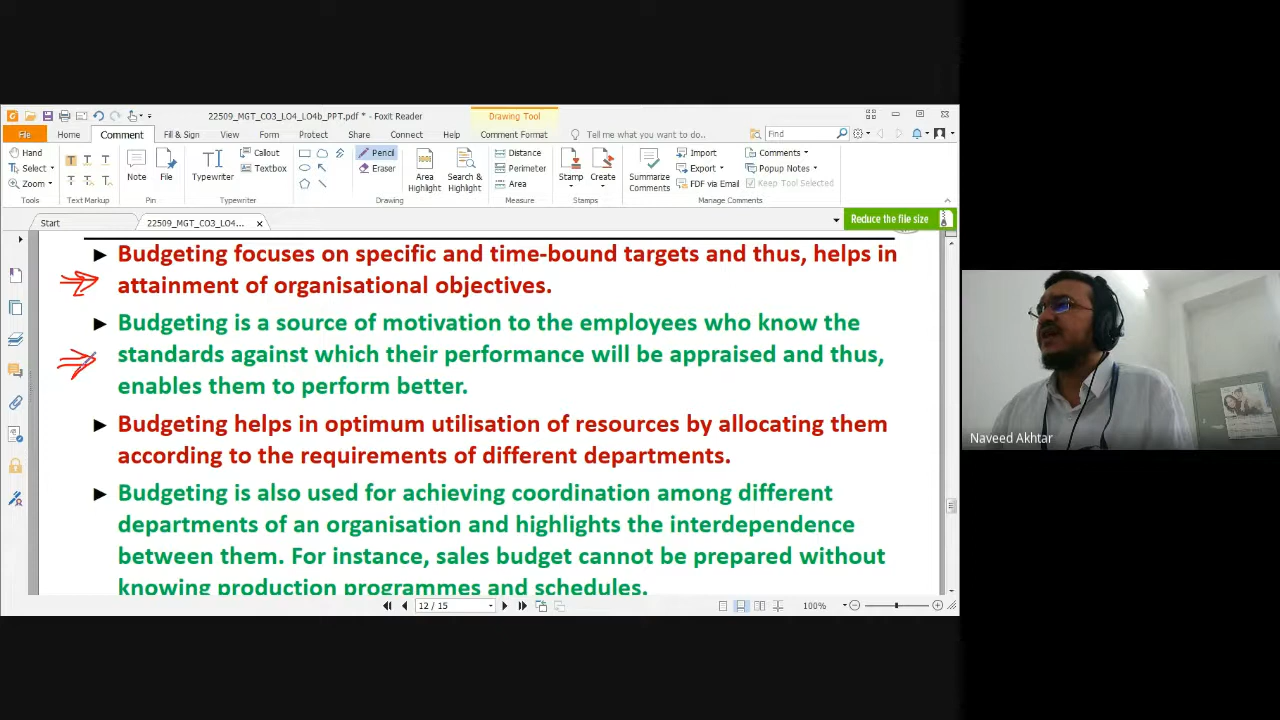 22509_MGT_CO3_LO4_LO4b_PPT.pdf * - Foxit Reader
Drawing Tool
File Home Comment Fill & Sign View Form Protect Share Connect Help Comment Format Tell me what you want to do.. Find
Hand
Select
Zoom
Tools
Text Markup
Note
Pin
File
Typewriter
Callout
Textbox
Typewriter
Pencil
Eraser
Area Highlight
Search & Highlight
Drawing
Distance
Perimeter
Area
Measure
Stamp
Create
Stamps
Summarize Comments
Import
Export
FDF via Email
Comments
Popup Notes
Keep Tool Selected
Manage Comments
Start
22509_MGT_CO3_LO4...
Reduce the file size
Budgeting focuses on specific and time-bound targets and thus, helps in
attainment of organisational objectives.
Budgeting is a source of motivation to the employees who know the
standards against which their performance will be appraised and thus,
enables them to perform better.
Budgeting helps in optimum utilisation of resources by allocating them
according to the requirements of different departments.
Budgeting is also used for achieving coordination among different
departments of an organisation and highlights the interdependence
between them. For instance, sales budget cannot be prepared without
knowing production programmes and schedules.
12 / 15
100%
Naveed Akhtar